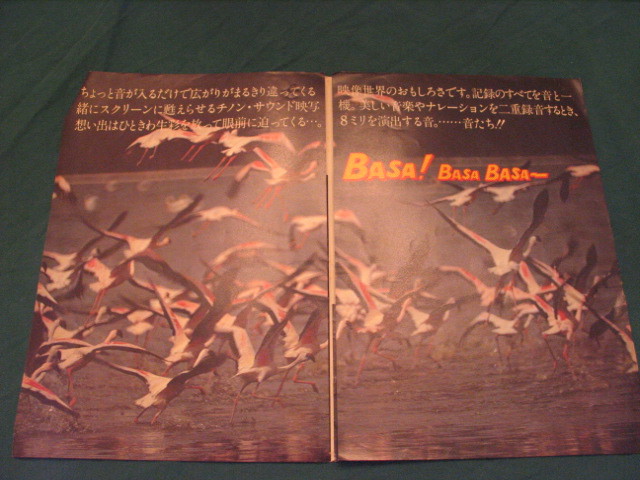 ちょっと音が入るだけで広がりがまるきり違ってくる映像世界のおもしろさです。記録のすべてを音と一
緒にスクリーンに甦えらせるチノン・サウンド映写機。美しい音楽やナレーションを二重録音するとき、
想い出はひときわ生彩を放って眼前に迫ってくる…。8ミリを演出する音。……音たち!!
BASA! BASA BASA〜